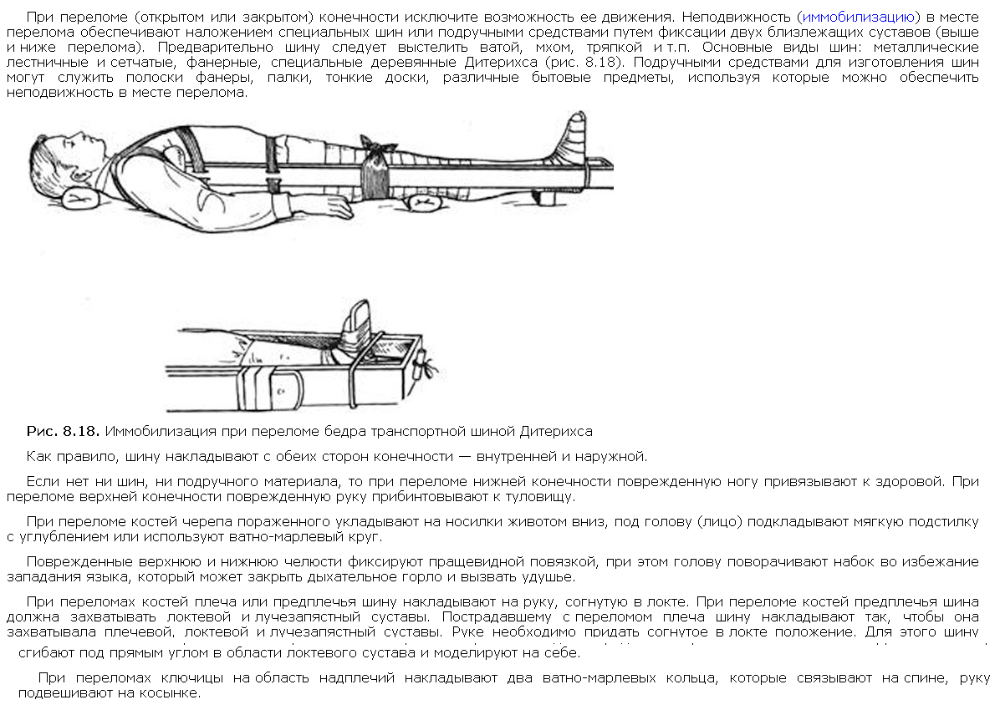 При переломе (открытом или закрытом) конечности исключите возможность ее движения. Неподвижность (иммобилизацию) в месте
перелома обеспечивают наложением специальных шин или подручными средствами путем фиксации двух близлежащих суставов (выше
и ниже перелома). Предварительно шину следует выстелить ватой, мхом, тряпкой и т.п. Основные виды шин: металлические
лестничные и сетчатые, фанерные, специальные деревянные Дитерихса (рис. 8.18). Подручными средствами для изготовления шин
могут служить полоски фанеры, палки, тонкие доски, различные бытовые предметы, используя которые можно обеспечить
неподвижность в месте перелома.
Рис. 8.18. Иммобилизация при переломе бедра транспортной шиной Дитерихса
Как правило, шину накладывают с обеих сторон конечности — внутренней и наружной.
Если нет ни шин, ни подручного материала, то при переломе нижней конечности поврежденную ногу привязывают к здоровой. При
переломе верхней конечности поврежденную руку прибинтовывают к туловищу.
При переломе костей черепа пораженного укладывают на носилки животом вниз, под голову (лицо) подкладывают мягкую подстилку
с углублением или используют ватно-марлевый круг.
Поврежденные верхнюю и нижнюю челюсти фиксируют пращевидной повязкой, при этом голову поворачивают набок во избежание
западания языка, который может закрыть дыхательное горло и вызвать удушье.
При переломах костей плеча или предплечья шину накладывают на руку, согнутую в локте. При переломе костей предплечья шина
должна захватывать локтевой и лучезапястный суставы. Пострадавшему с переломом плеча шину накладывают так, чтобы она
захватывала плечевой, локтевой и лучезапястный суставы. Руке необходимо придать согнутое в локте положение. Для этого шину
сгибают под прямым углом в области локтевого сустава и моделируют на себе.
При переломах ключицы на область надплечий накладывают два ватно-марлевых кольца, которые связывают на спине, руку
подвешивают на косынке.